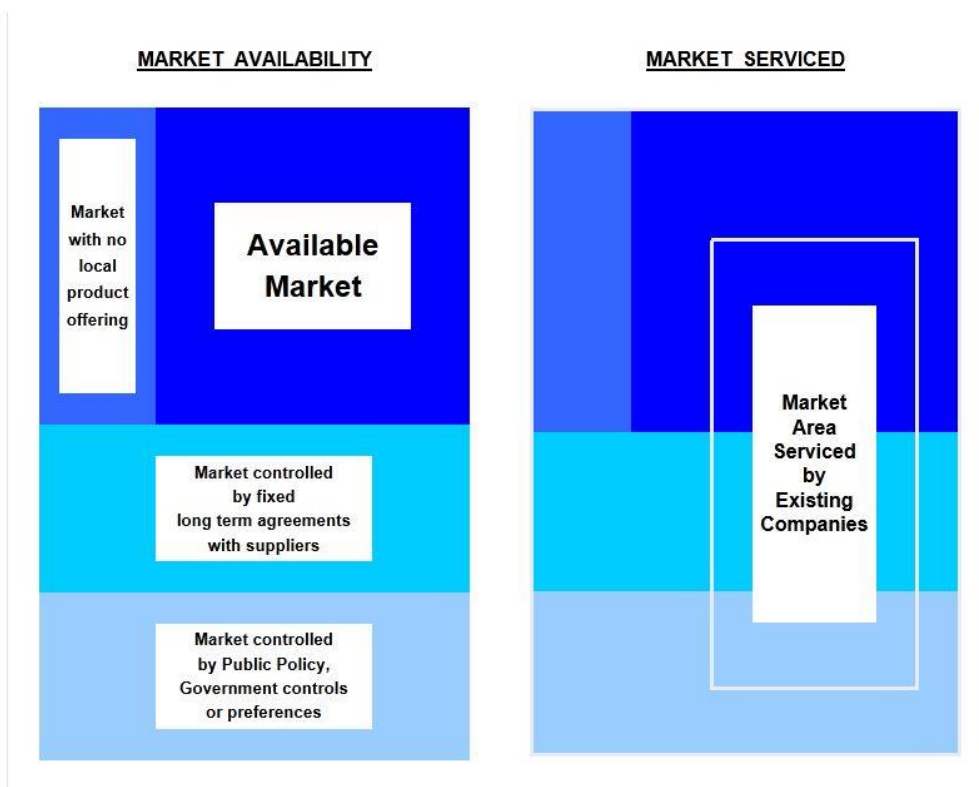 MARKET AVAILABILITY
Market
with no
local
product
offering
Available
Market
Market controlled
by fixed
long term agreements
with suppliers
Market controlled
by Public Policy,
Government controls
or preferences
MARKET SERVICED
Market
Area
Serviced
by
Existing
Companies